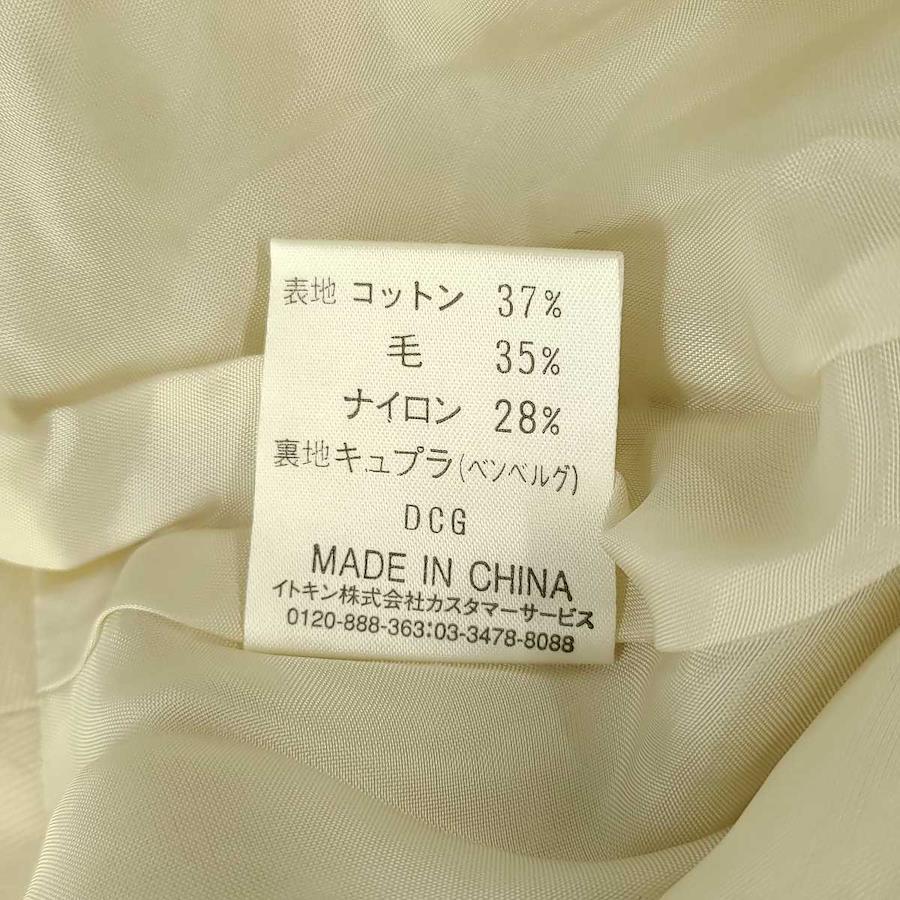 表地 コットン 37%
毛 35%
ナイロン 28%
裏地キュプラ(ベンベルグ)
DCG
MADE IN CHINA
イトキン株式会社カスタマーサービス
0120-888-363:03-3478-8088